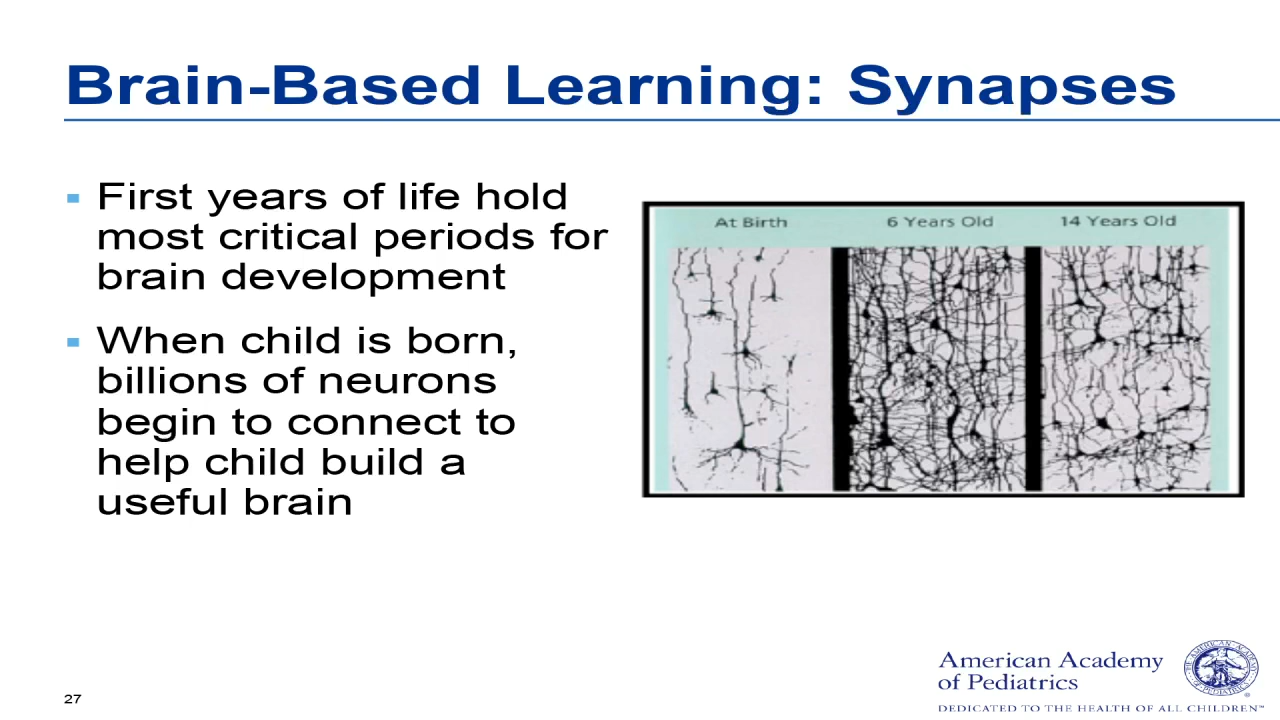 Brain-Based Learning: Synapses
▪ First years of life hold
most critical periods for
brain development
▪ When child is born,
billions of neurons
begin to connect to
help child build a
useful brain
At Birth 6 Years Old 14 Years Old
American Academy
of Pediatrics
DEDICATED TO THE HEALTH OF ALL CHILDREN™
27